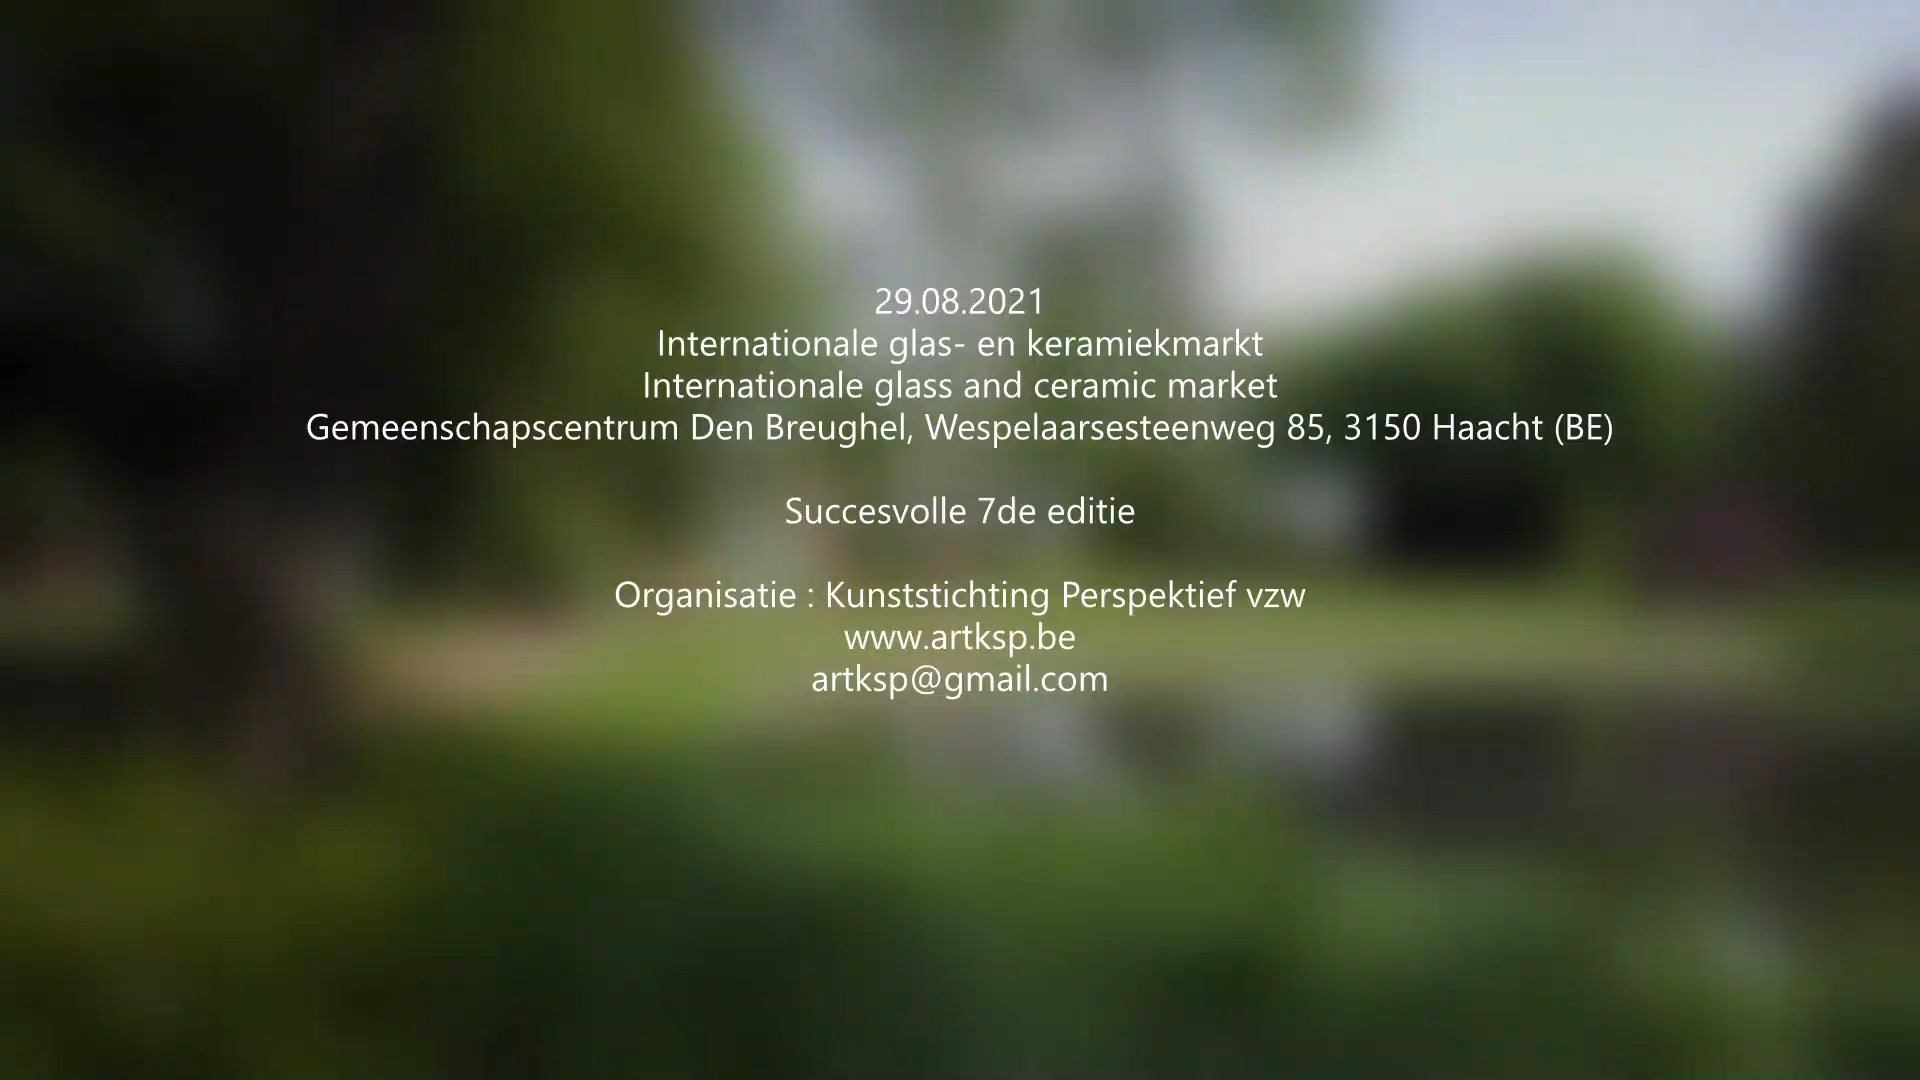 29.08.2021
Internationale glas- en keramiekmarkt
Internationale glass and ceramic market
Gemeenschapscentrum Den Breughel, Wespelaarsesteenweg 85, 3150 Haacht (BE)
Succesvolle 7de editie
Organisatie : Kunststichting Perspektief vzw
www.artksp.be
artksp@gmail.com